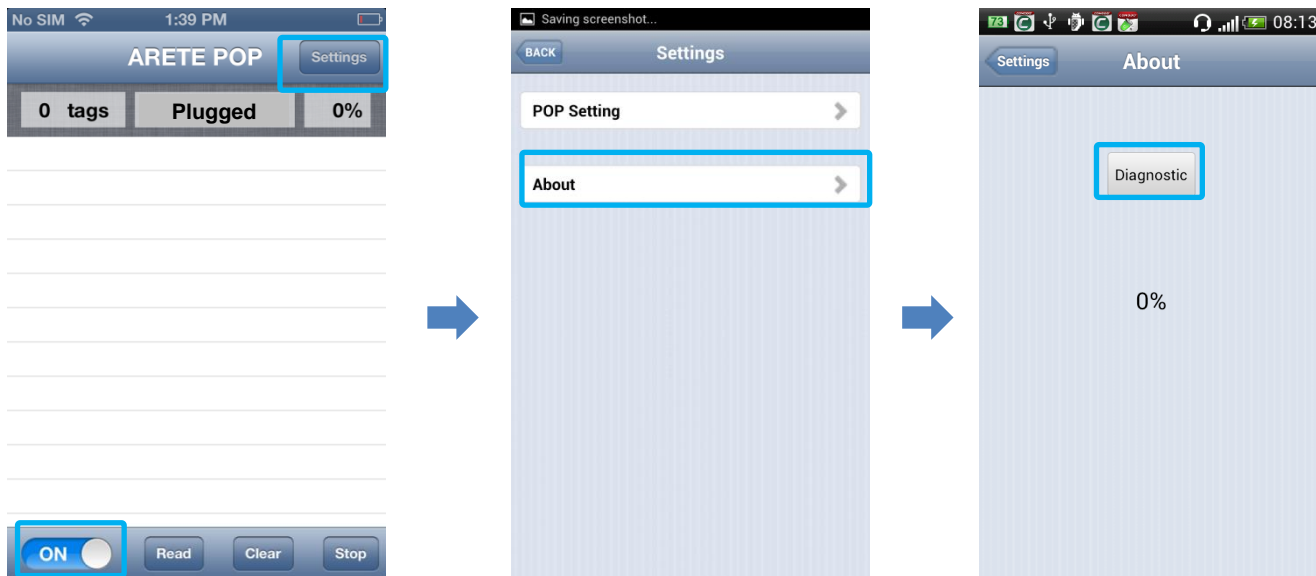 No SIM 1:39 PM
ARETE POP Settings
0 tags Plugged 0%
ON Read Clear Stop
Saving screenshot...
BACK Settings
POP Setting
About
73 08:13
Settings About
Diagnostic
0%